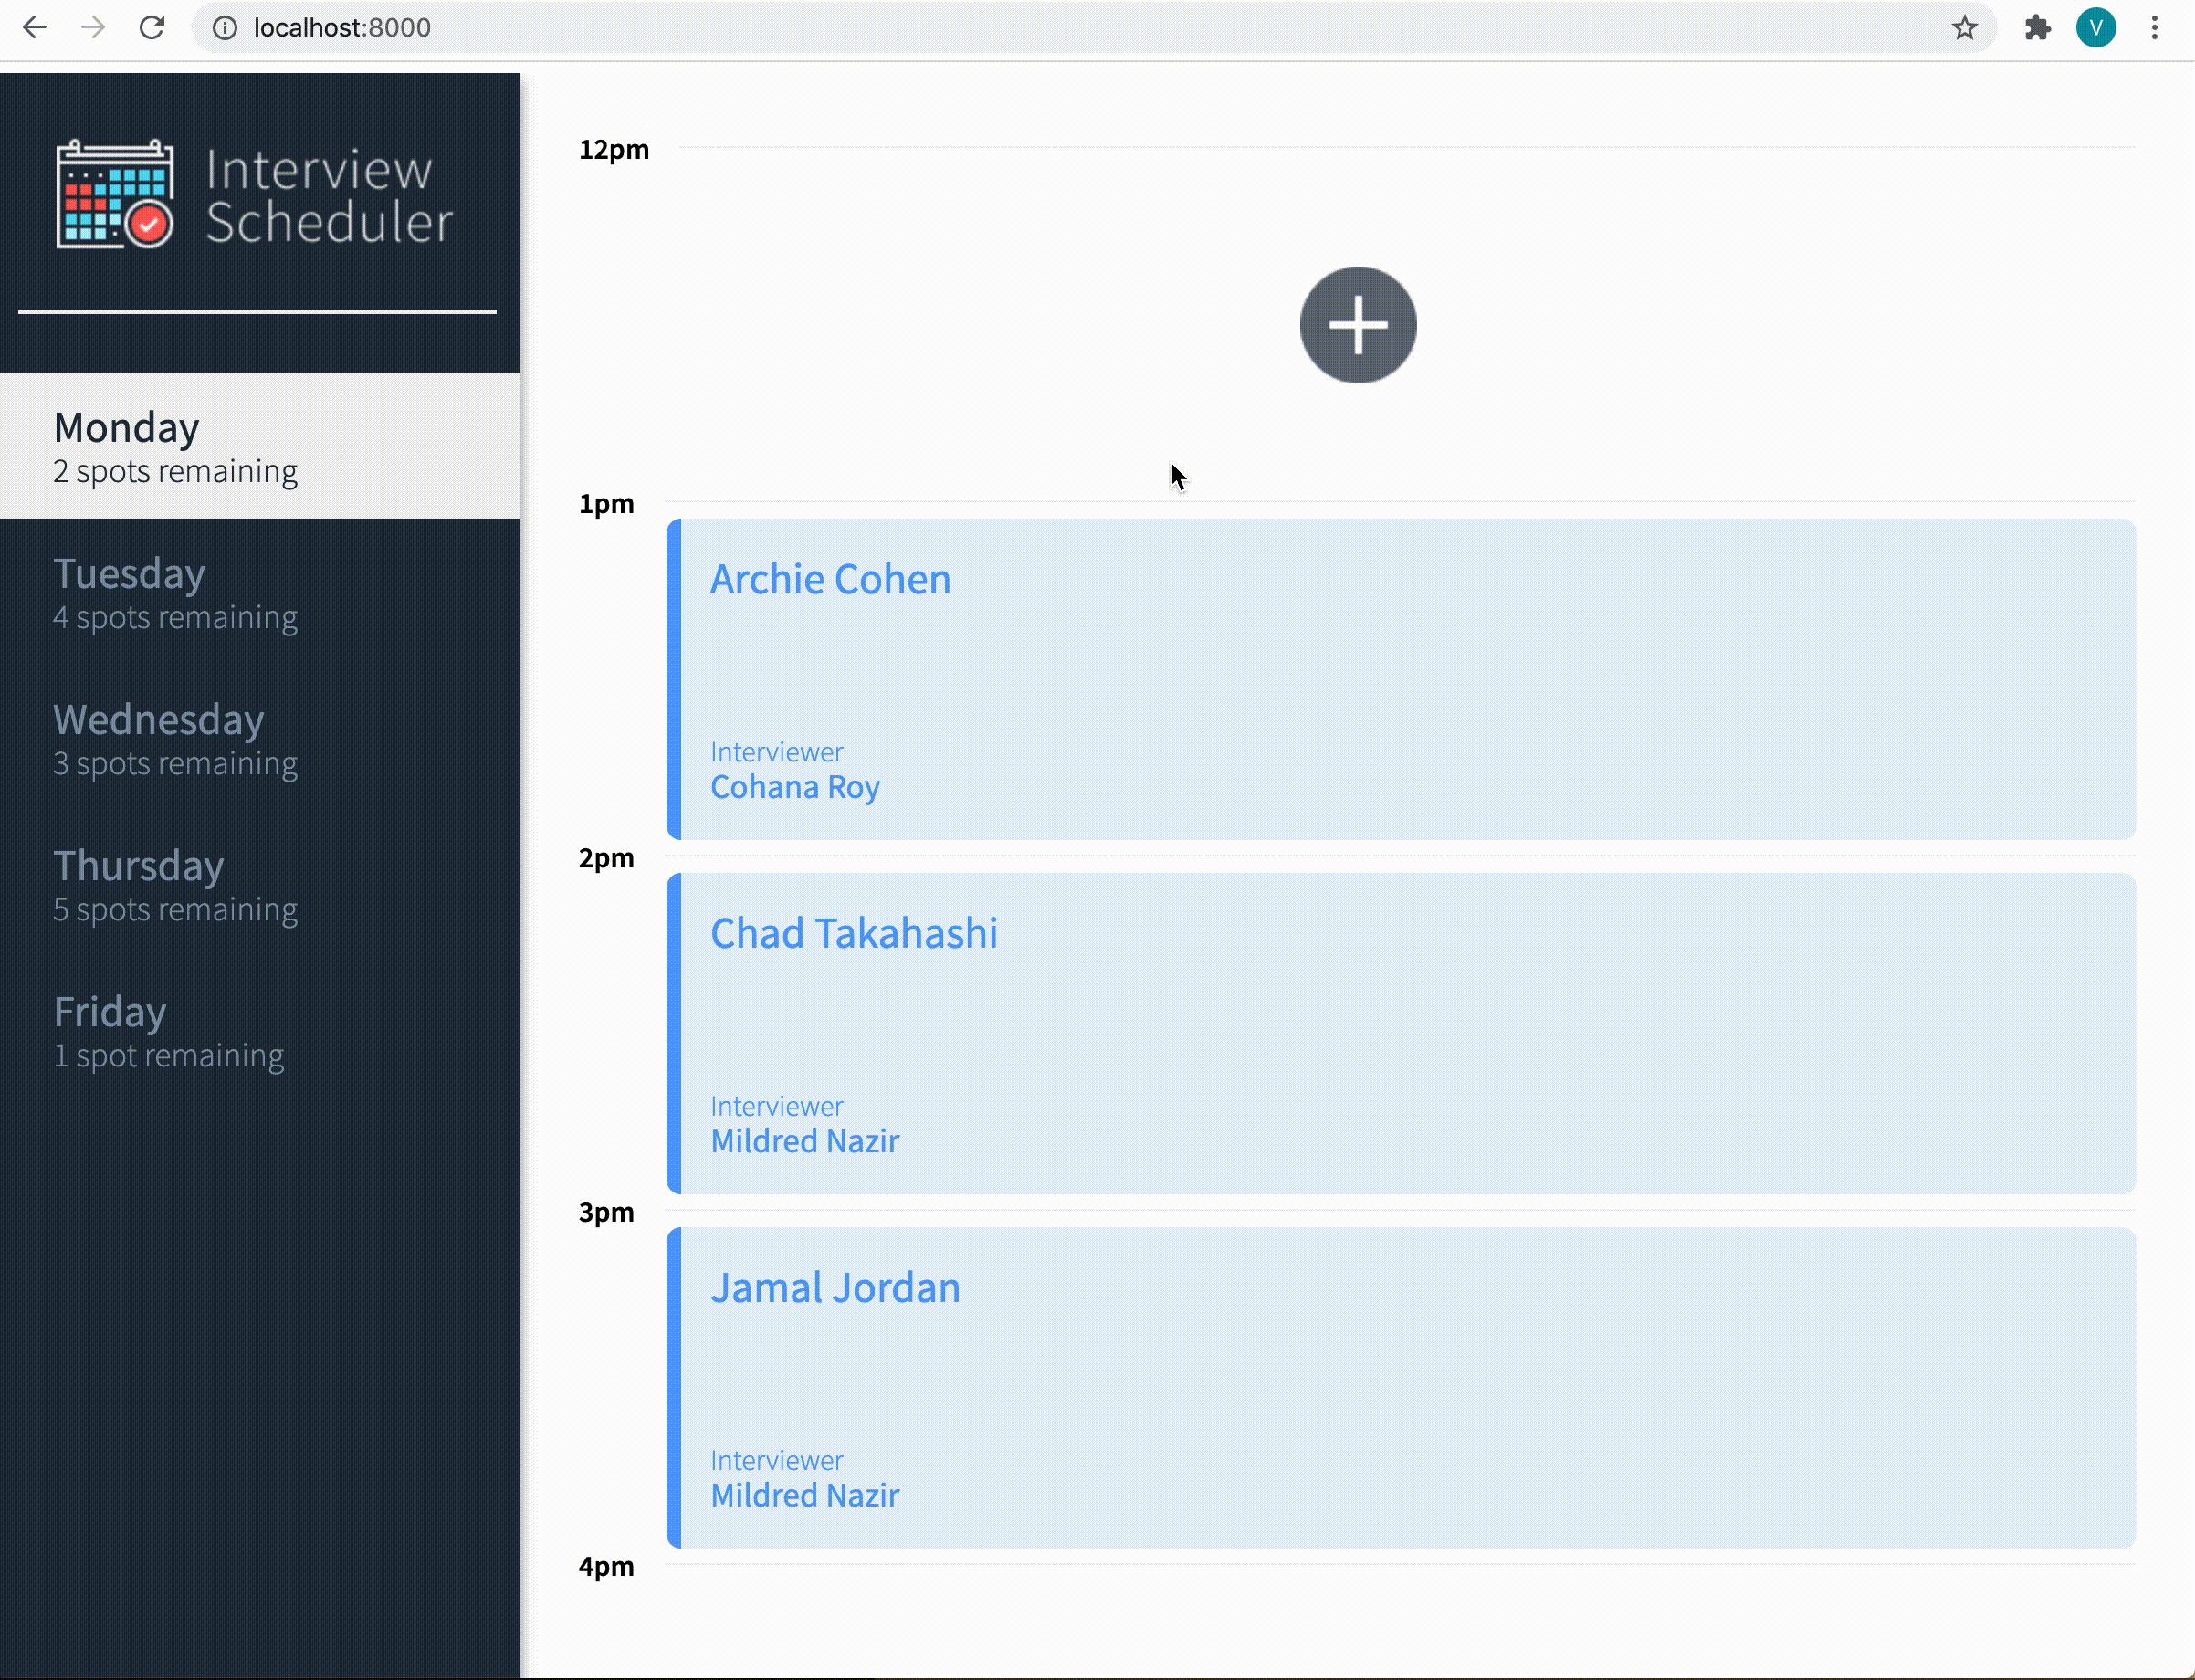 localhost:8000
V
Interview
Scheduler
Monday
2 spots remaining
Tuesday
4 spots remaining
Wednesday
3 spots remaining
Thursday
5 spots remaining
Friday
1 spot remaining
12pm
1pm
Archie Cohen
Interviewer
Cohana Roy
2pm
Chad Takahashi
Interviewer
Mildred Nazir
3pm
Jamal Jordan
Interviewer
Mildred Nazir
4pm